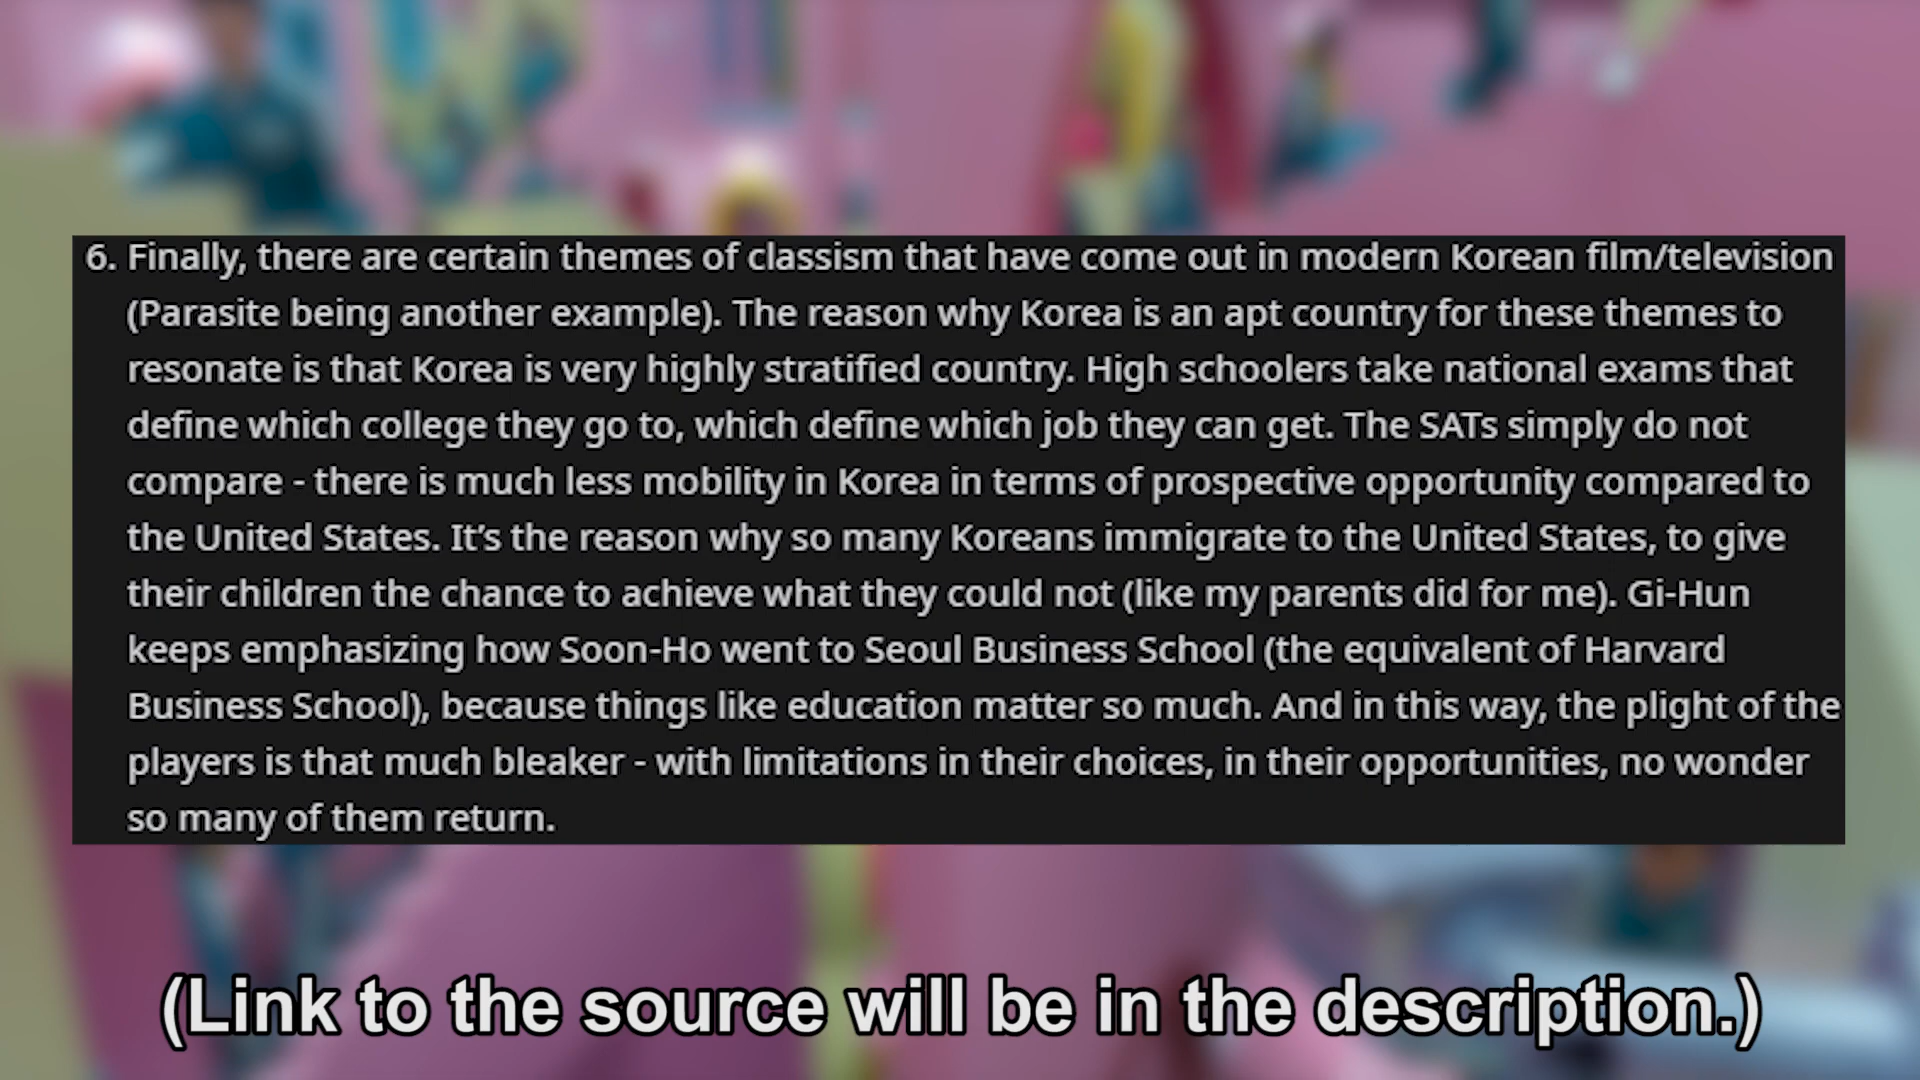 6. Finally, there are certain themes of classism that have come out in modern Korean film/television
(Parasite being another example). The reason why Korea is an apt country for these themes to
resonate is that Korea is very highly stratified country. High schoolers take national exams that
define which college they go to, which define which job they can get. The SATs simply do not
compare - there is much less mobility in Korea in terms of prospective opportunity compared to
the United States. It’s the reason why so many Koreans immigrate to the United States, to give
their children the chance to achieve what they could not (like my parents did for me). Gi-Hun
keeps emphasizing how Soon-Ho went to Seoul Business School (the equivalent of Harvard
Business School), because things like education matter so much. And in this way, the plight of the
players is that much bleaker - with limitations in their choices, in their opportunities, no wonder
so many of them return.
(Link to the source will be in the description.)